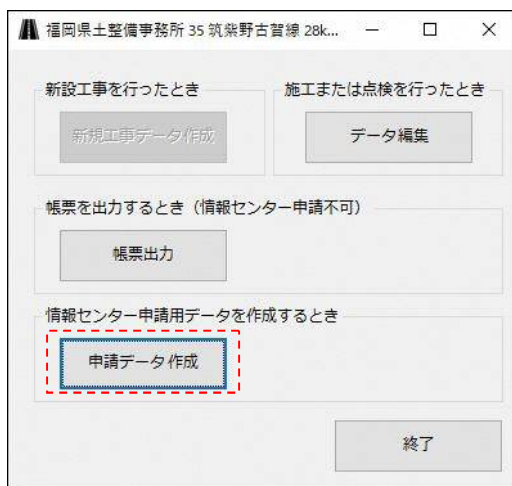 福岡県土整備事務所 35 筑紫野古賀線 28k...
新設工事を行ったとき
新規工事データ作成
施工または点検を行ったとき
データ編集
帳票を出力するとき（情報センター申請不可）
帳票出力
情報センター申請用データを作成するとき
申請データ作成
終了